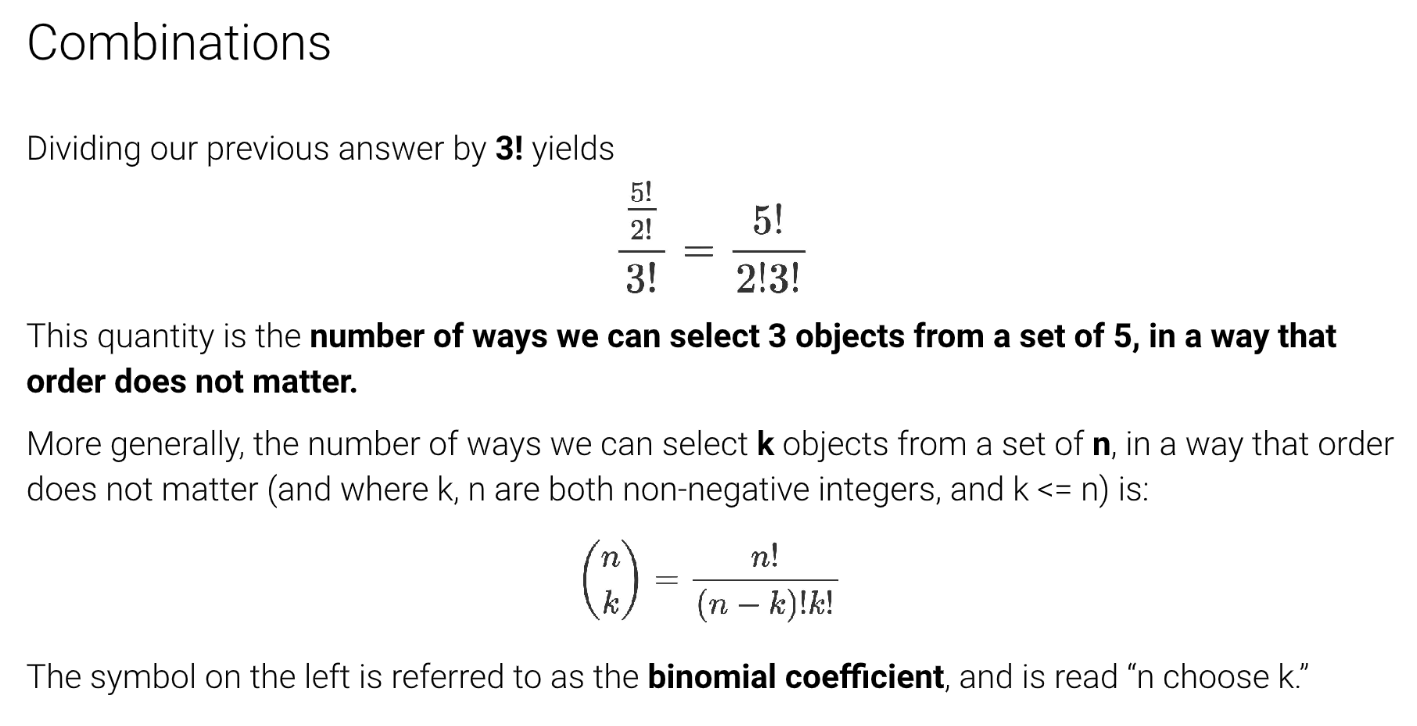 Combinations
Dividing our previous answer by 3! yields
\frac{\frac{5!}{2!}}{3!} = \frac{5!}{2!3!}
This quantity is the number of ways we can select 3 objects from a set of 5, in a way that
order does not matter.
More generally, the number of ways we can select k objects from a set of n, in a way that order
does not matter (and where k, n are both non-negative integers, and k <= n) is:
\binom{n}{k} = \frac{n!}{(n-k)!k!}
The symbol on the left is referred to as the binomial coefficient, and is read “n choose k.”